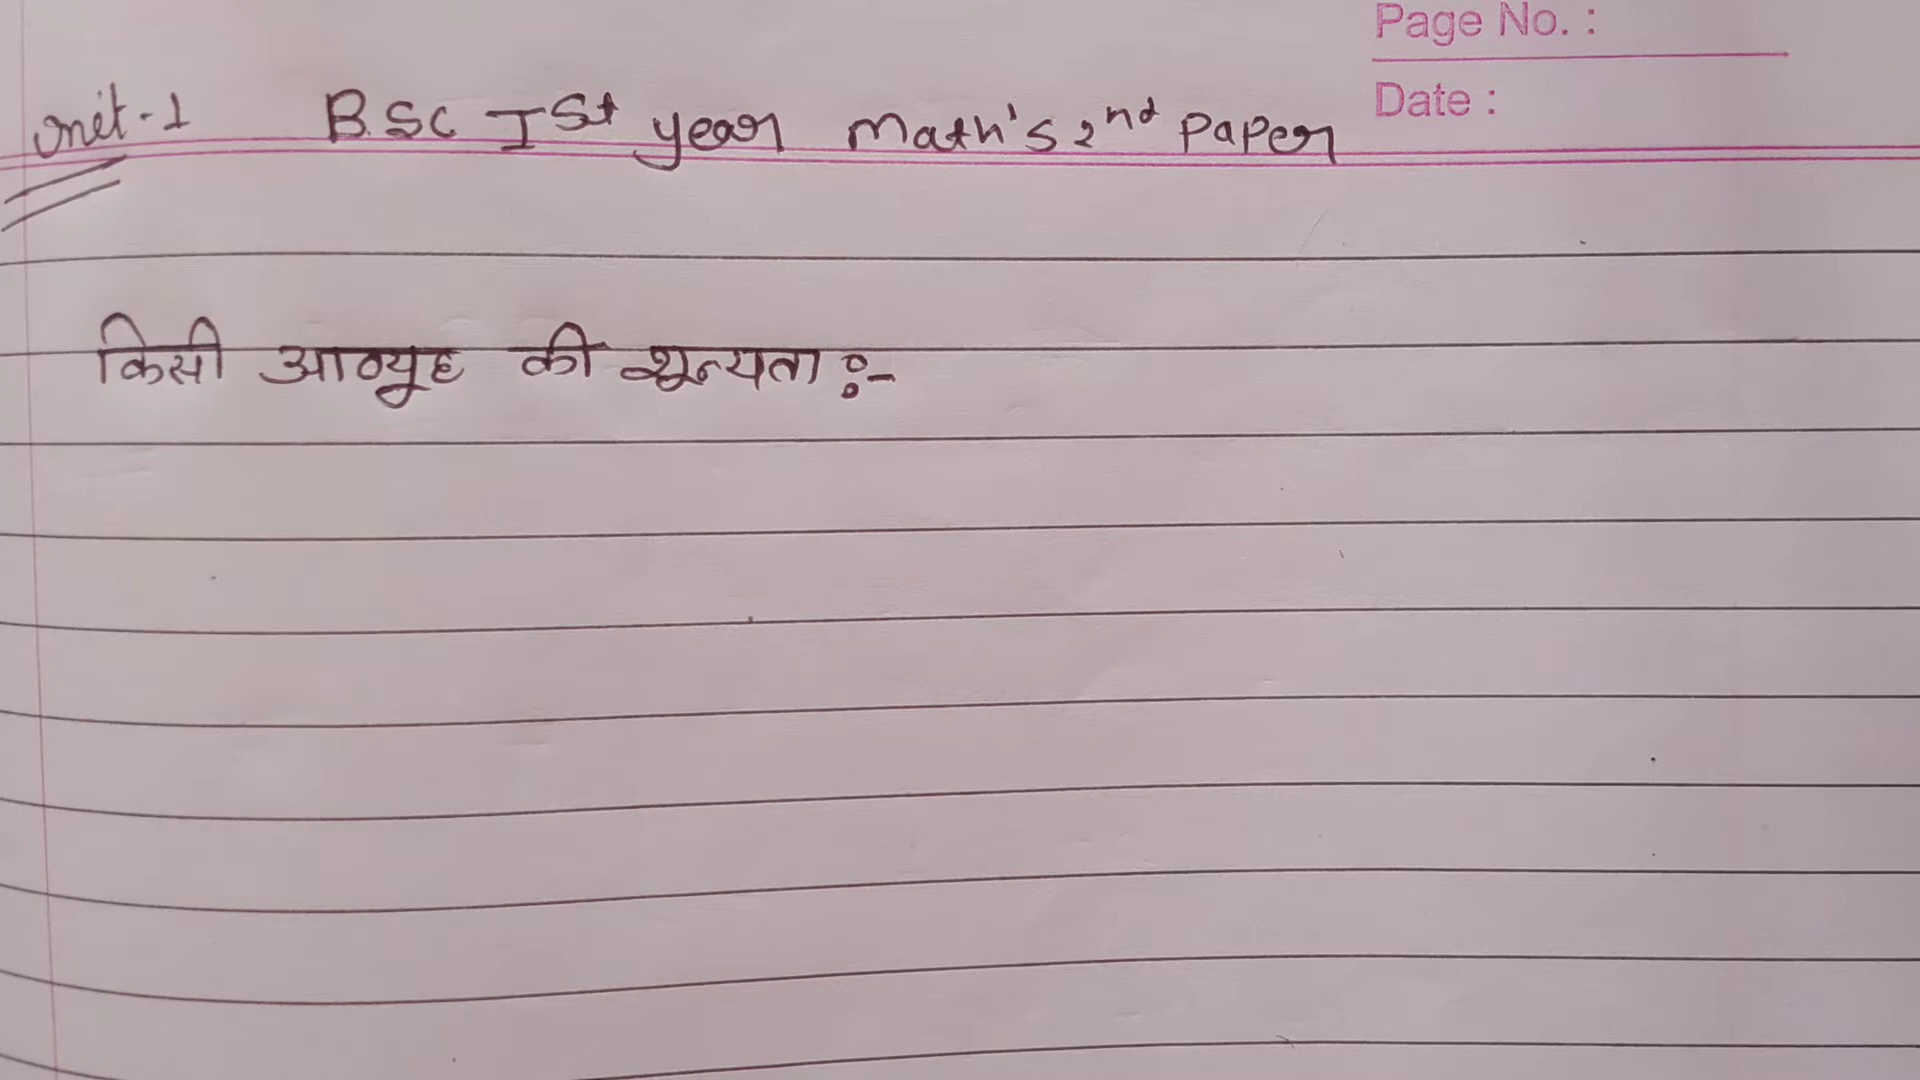 Page No. :
Date :
Unit-1 B.Sc Ist year Math's 2nd Paper
किसी आव्यूह की शून्यता :-